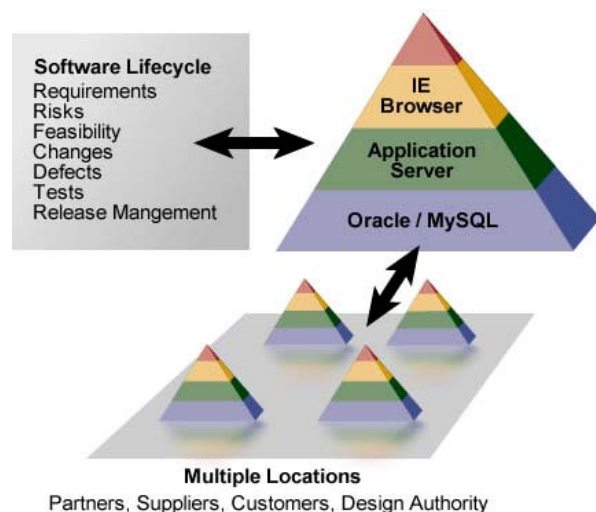 Software Lifecycle
Requirements
Risks
Feasibility
Changes
Defects
Tests
Release Mangement
IE
Browser
Application
Server
Oracle / MySQL
Multiple Locations
Partners, Suppliers, Customers, Design Authority